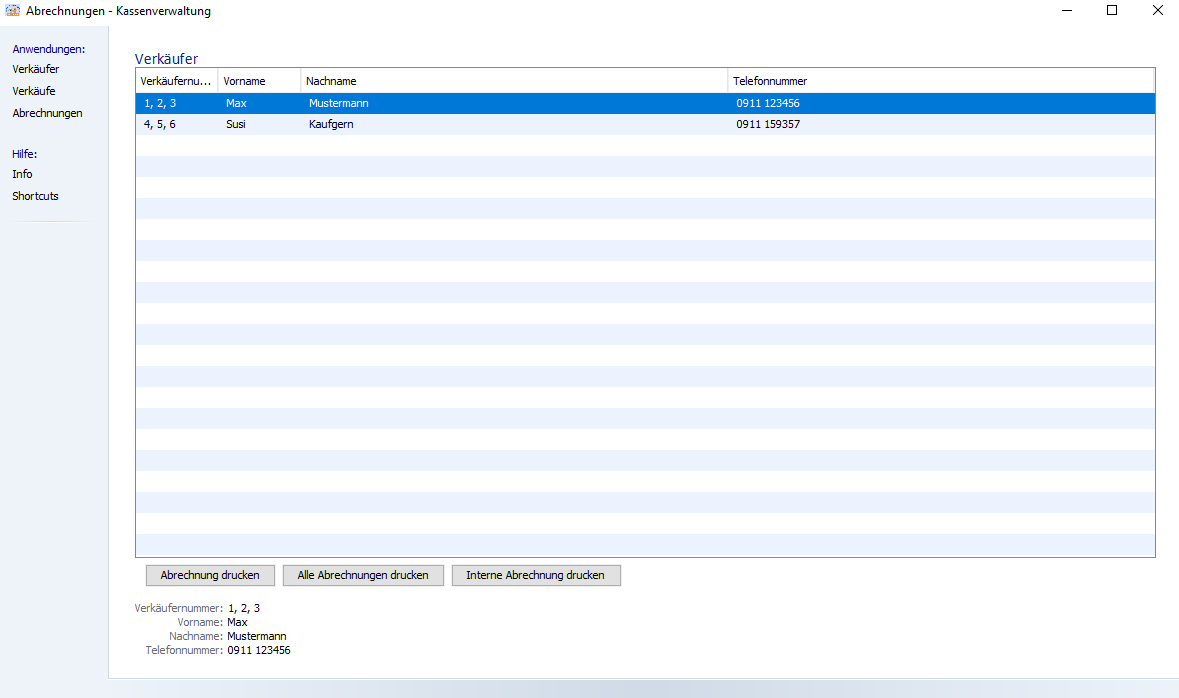 Abrechnungen - Kassenverwaltung
Anwendungen:
Verkäufer
Verkäufe
Abrechnungen
Hilfe:
Info
Shortcuts
Verkäufer
Verkäufernu... Vorname Nachname Telefonnummer
1, 2, 3 Max Mustermann 0911 123456
4, 5, 6 Susi Kaufgern 0911 159357
Abrechnung drucken Alle Abrechnungen drucken Interne Abrechnung drucken
Verkäufernummer: 1, 2, 3
Vorname: Max
Nachname: Mustermann
Telefonnummer: 0911 123456